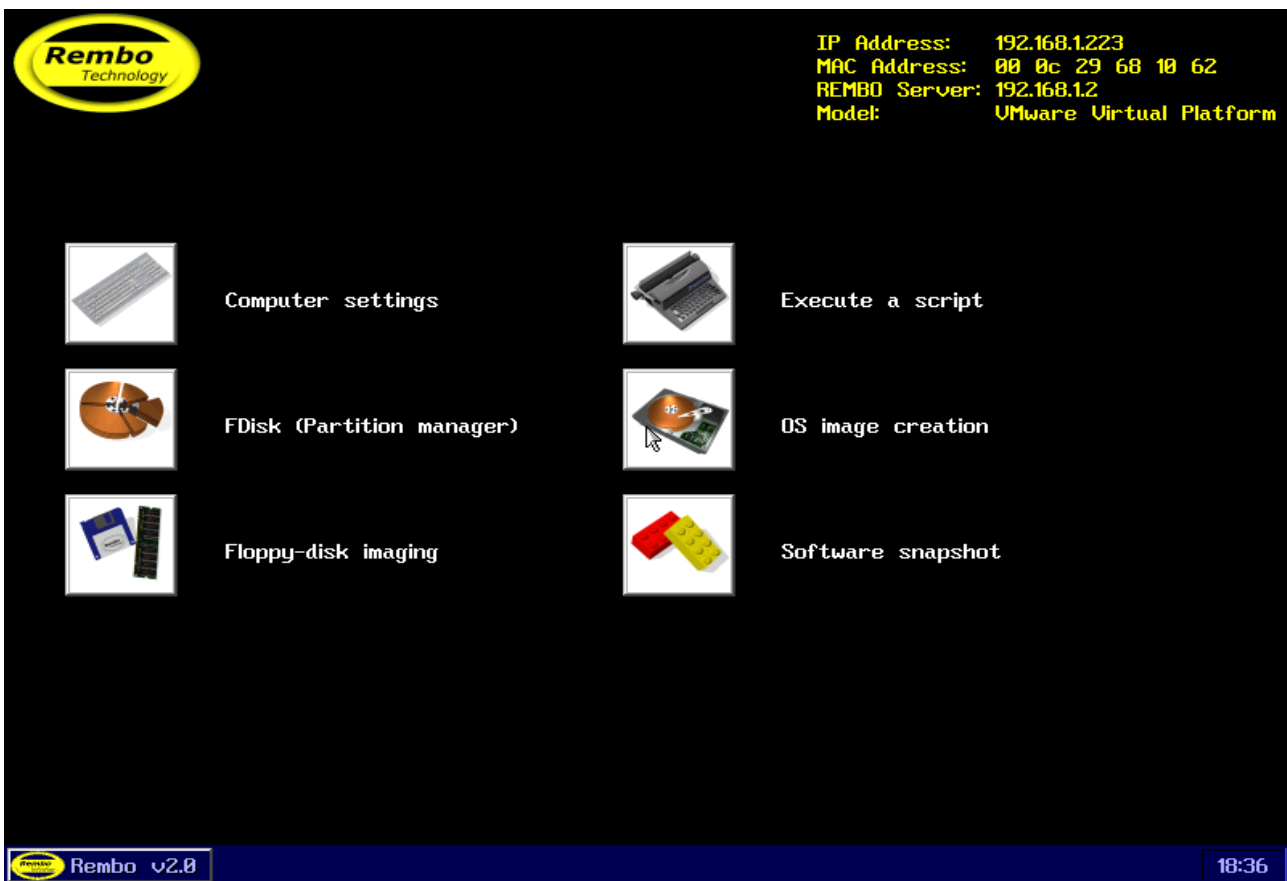 Rembo
Technology
IP Address: 192.168.1.223
MAC Address: 00 0c 29 68 10 62
REMBO Server: 192.168.1.2
Model: VMware Virtual Platform
Computer settings
Execute a script
FDisk (Partition manager)
OS image creation
Floppy-disk imaging
Software snapshot
Rembo v2.0
18:36